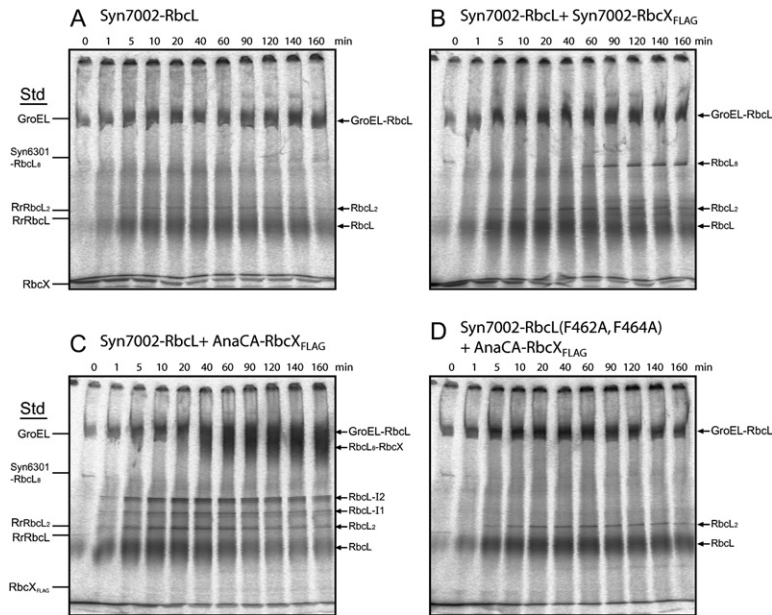 A Syn7002-RbcL
0 1 5 10 20 40 60 90 120 140 160 min
Std
GroEL
Syn6301
-RbcL₈
RrRbcL₂
RrRbcL
RbcX
GroEL-RbcL
RbcL₂
RbcL
B Syn7002-RbcL+ Syn7002-RbcX_FLAG
0 1 5 10 20 40 60 90 120 140 160 min
GroEL-RbcL
RbcL₈
RbcL₂
RbcL
C Syn7002-RbcL+ AnaCA-RbcX_FLAG
0 1 5 10 20 40 60 90 120 140 160 min
Std
GroEL
Syn6301
-RbcL₈
RrRbcL₂
RrRbcL
RbcX_FLAG
GroEL-RbcL
RbcL₈-RbcX
RbcL-I2
RbcL-I1
RbcL₂
RbcL
D Syn7002-RbcL(F462A, F464A)
+ AnaCA-RbcX_FLAG
0 1 5 10 20 40 60 90 120 140 160 min
GroEL-RbcL
RbcL₂
RbcL